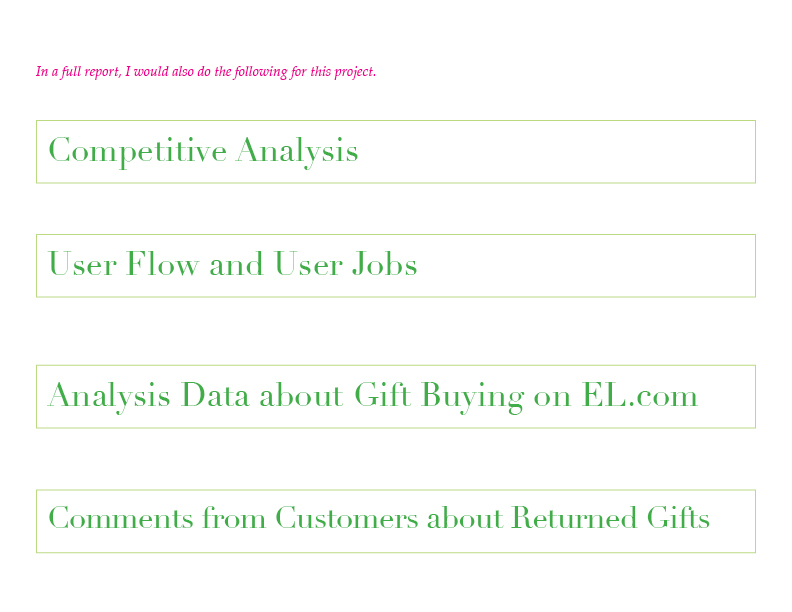 In a full report, I would also do the following for this project.
Competitive Analysis
User Flow and User Jobs
Analysis Data about Gift Buying on EL.com
Comments from Customers about Returned Gifts